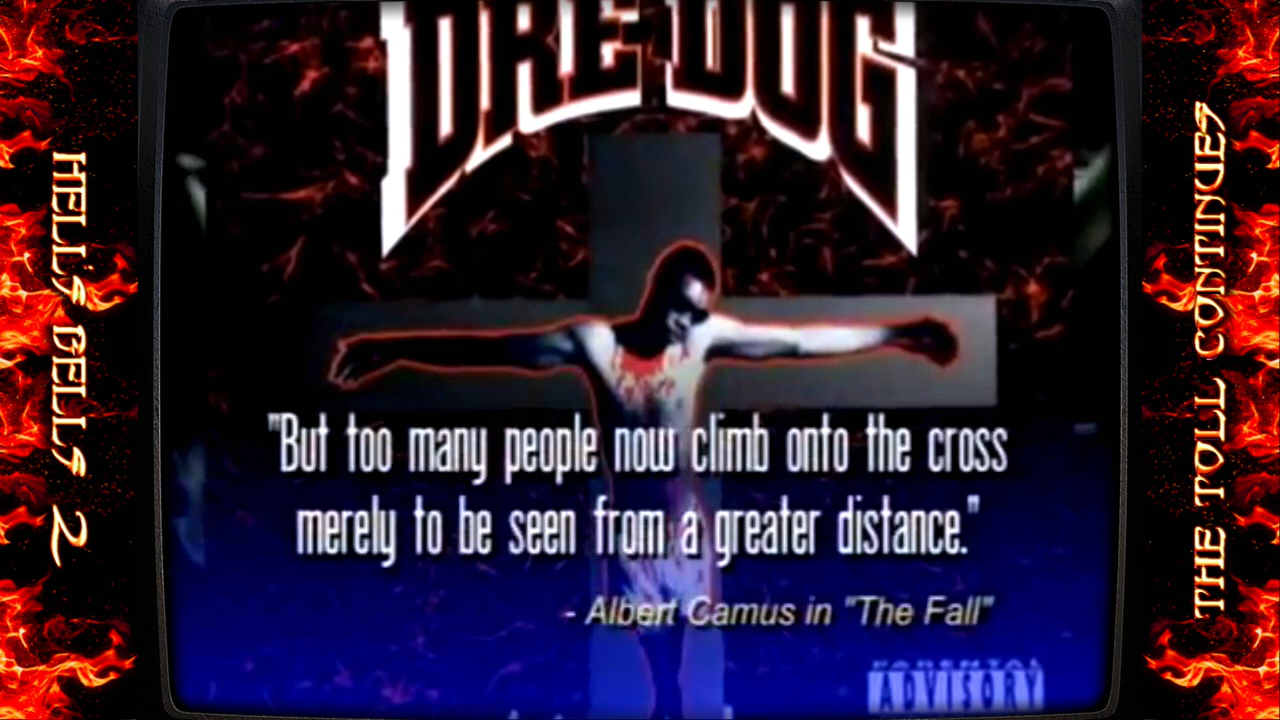 DRE DOG
HELL'S BELLS 2
THE TOLL CONTINUES
"But too many people now climb onto the cross
merely to be seen from a greater distance."
- Albert Camus in "The Fall"
ADVISORY